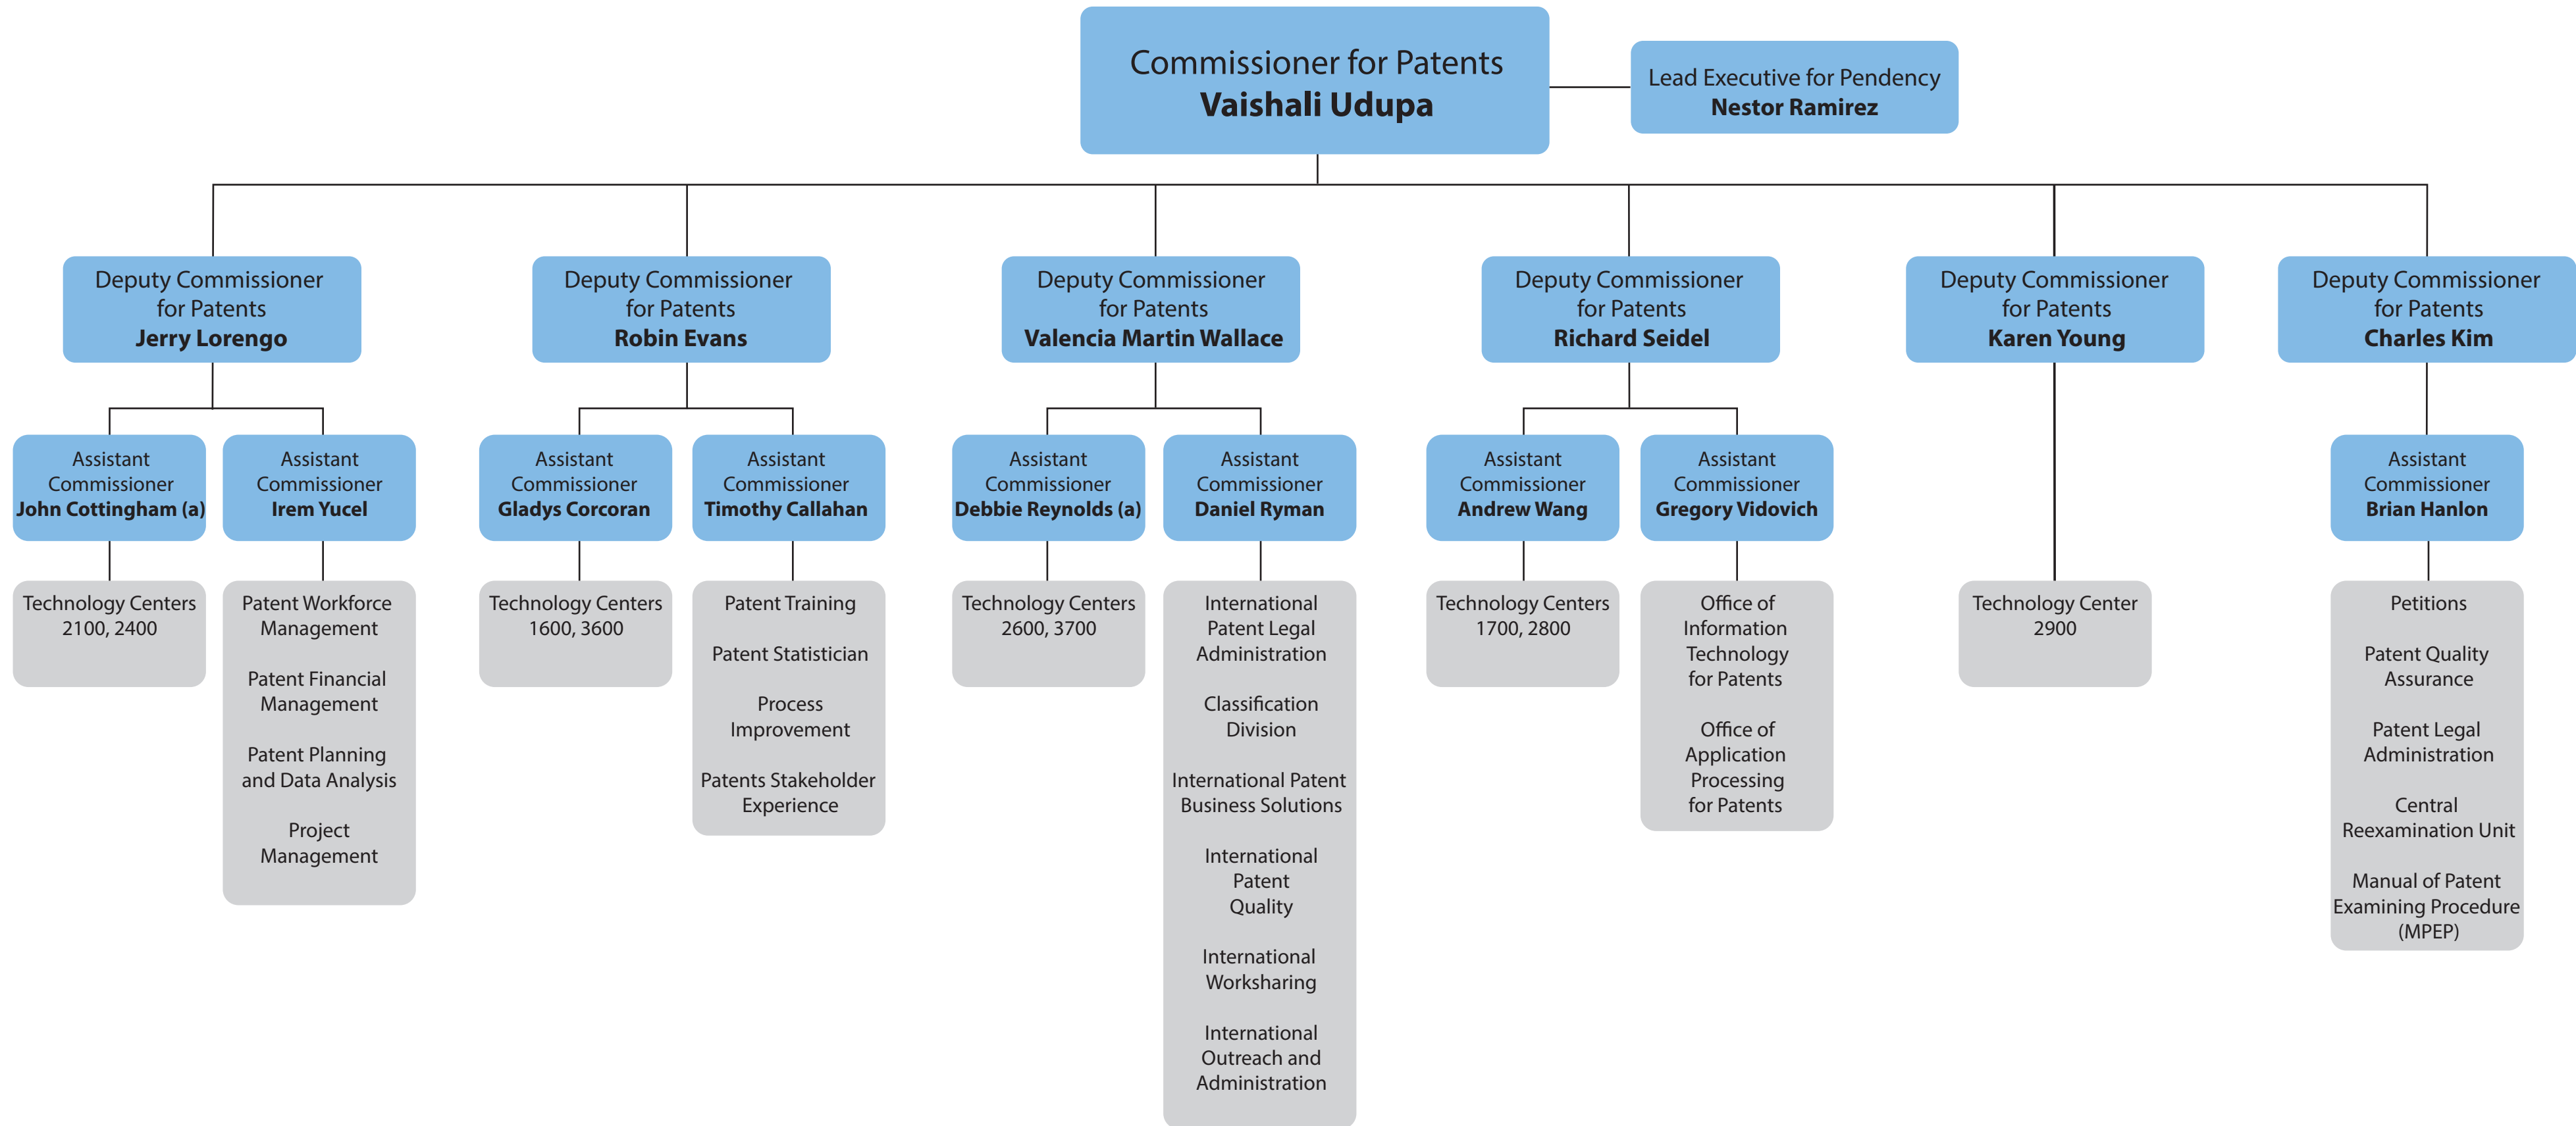 Commissioner for Patents
Vaishali Udupa
Lead Executive for Pendency
Nestor Ramirez
Deputy Commissioner
for Patents
Jerry Lorengo
Deputy Commissioner
for Patents
Robin Evans
Deputy Commissioner
for Patents
Valencia Martin Wallace
Deputy Commissioner
for Patents
Richard Seidel
Deputy Commissioner
for Patents
Karen Young
Deputy Commissioner
for Patents
Charles Kim
Assistant
Commissioner
John Cottingham (a)
Assistant
Commissioner
Irem Yucel
Assistant
Commissioner
Gladys Corcoran
Assistant
Commissioner
Timothy Callahan
Assistant
Commissioner
Debbie Reynolds (a)
Assistant
Commissioner
Daniel Ryman
Assistant
Commissioner
Andrew Wang
Assistant
Commissioner
Gregory Vidovich
Assistant
Commissioner
Brian Hanlon
Technology Centers
2100, 2400
Patent Workforce
Management
Patent Financial
Management
Patent Planning
and Data Analysis
Project
Management
Technology Centers
1600, 3600
Patent Training
Patent Statistician
Process
Improvement
Patents Stakeholder
Experience
Technology Centers
2600, 3700
International
Patent Legal
Administration
Classification
Division
International Patent
Business Solutions
International
Patent
Quality
International
Worksharing
International
Outreach and
Administration
Technology Centers
1700, 2800
Office of
Information
Technology
for Patents
Office of
Application
Processing
for Patents
Technology Center
2900
Petitions
Patent Quality
Assurance
Patent Legal
Administration
Central
Reexamination Unit
Manual of Patent
Examining Procedure
(MPEP)